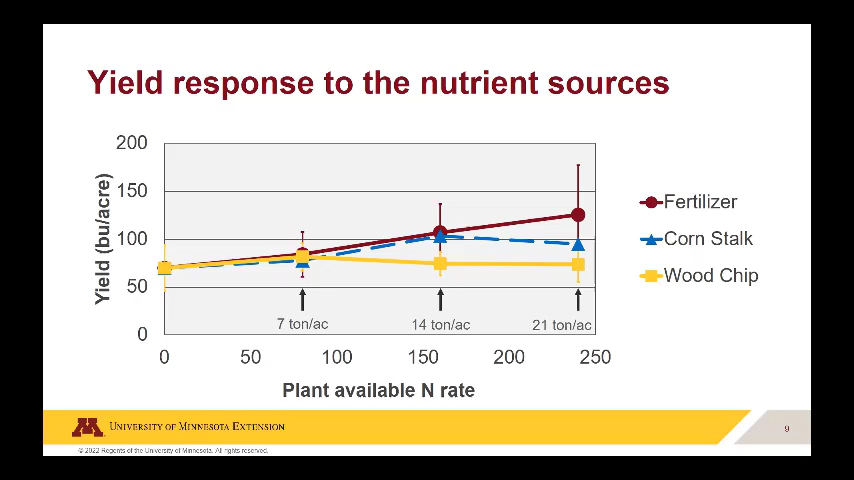 Yield response to the nutrient sources
200
150
100
50
0
Yield (bu/acre)
7 ton/ac
14 ton/ac
21 ton/ac
0
50
100
150
200
250
Plant available N rate
Fertilizer
Corn Stalk
Wood Chip
M
UNIVERSITY OF MINNESOTA EXTENSION
9
© 2022 Regents of the University of Minnesota. All rights reserved.